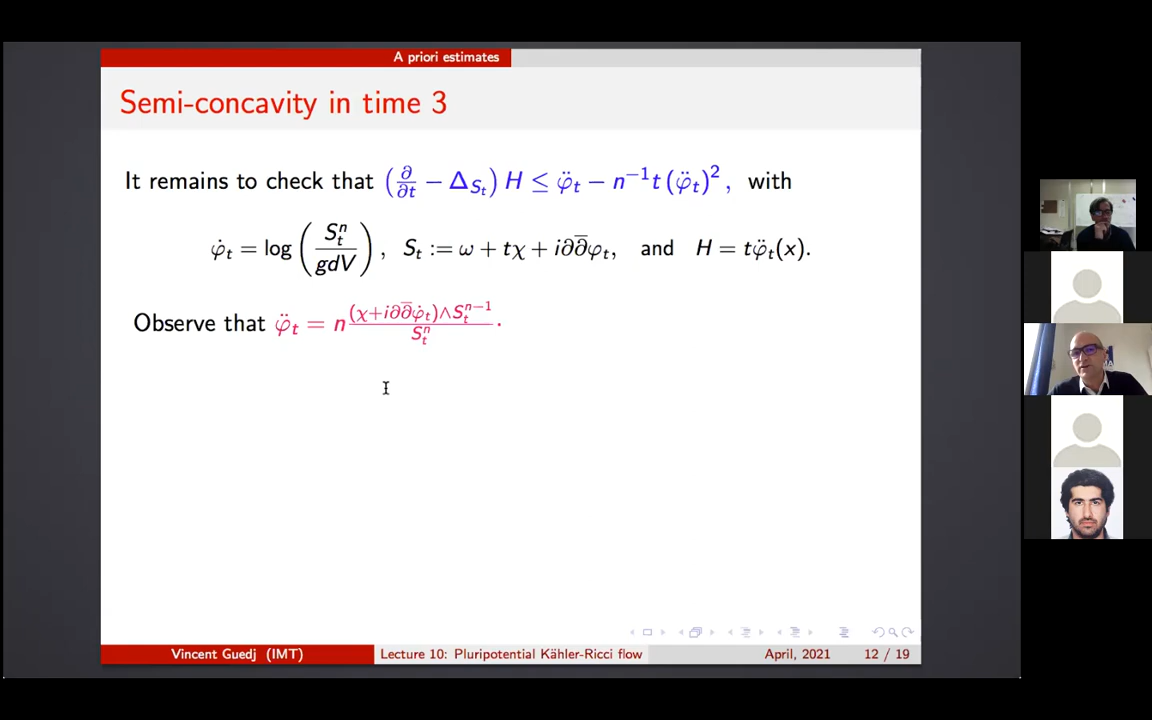 A priori estimates
Semi-concavity in time 3
It remains to check that (∂/∂t − Δ_{S_t}) H ≤ φ̈_t − n⁻¹t (φ̈_t)², with
φ̇_t = log (S_t^n / gdV), S_t := ω + tχ + i∂∂̄φ_t, and H = tφ̈_t(x).
Observe that φ̈_t = n (χ+i∂∂̄φ̇_t)∧S_t^{n−1} / S_t^n.
Vincent Guedj (IMT) Lecture 10: Pluripotential Kähler-Ricci flow April, 2021 12 / 19